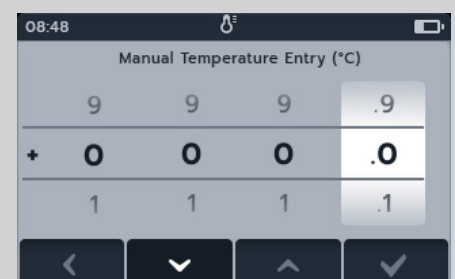 08:48
Manual Temperature Entry (°C)
9 9 9 .9
+ 0 0 0 .0
1 1 1 .1